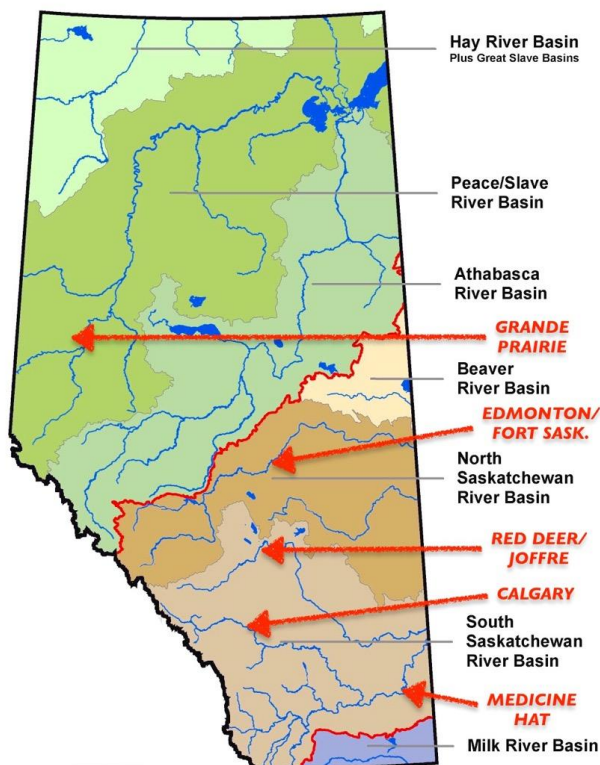 Hay River Basin
Plus Great Slave Basins
Peace/Slave
River Basin
Athabasca
River Basin
GRANDE
PRAIRIE
Beaver
River Basin
EDMONTON/
FORT SASK.
North
Saskatchewan
River Basin
RED DEER/
JOFFRE
CALGARY
South
Saskatchewan
River Basin
MEDICINE
HAT
Milk River Basin